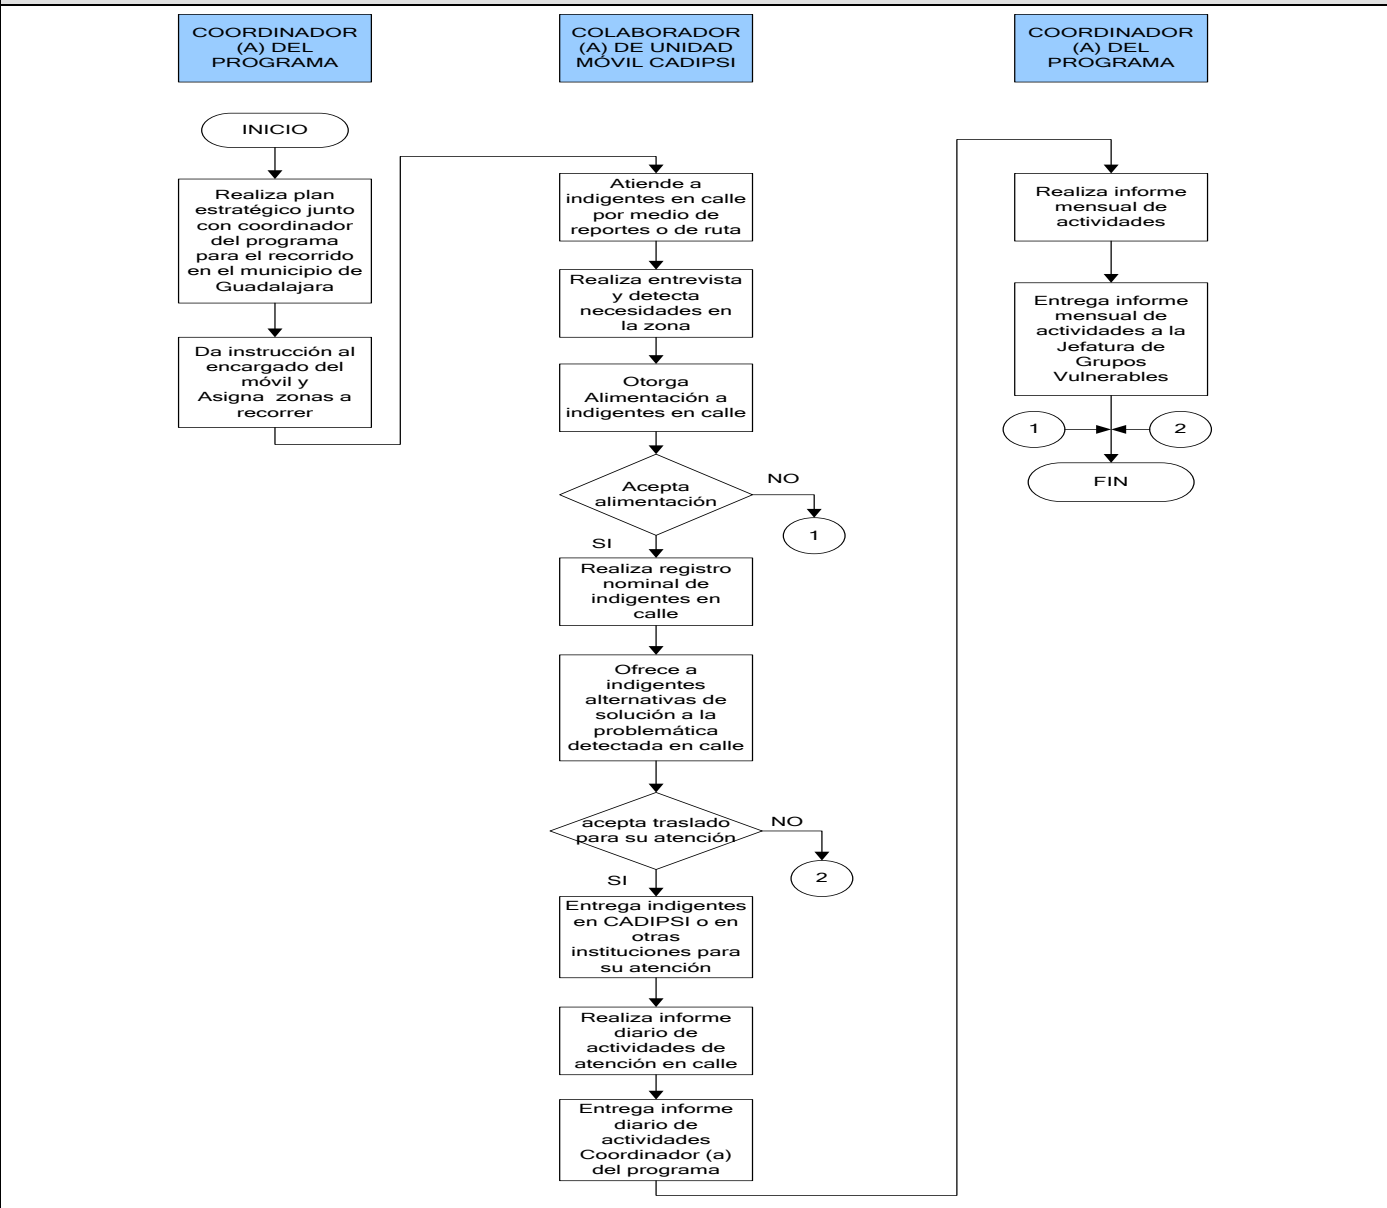 COORDINADOR
(A) DEL
PROGRAMA
INICIO
Realiza plan
estratégico junto
con coordinador
del programa
para el recorrido
en el municipio de
Guadalajara
Da instrucción al
encargado del
móvil y
Asigna zonas a
recorrer
COLABORADOR
(A) DE UNIDAD
MÓVIL CADIPSI
Atiende a
indigentes en calle
por medio de
reportes o de ruta
Realiza entrevista
y detecta
necesidades en
la zona
Otorga
Alimentación a
indigentes en calle
Acepta
alimentación
NO
1
SI
Realiza registro
nominal de
indigentes en
calle
Ofrece a
indigentes
alternativas de
solución a la
problemática
detectada en calle
acepta traslado
para su atención
NO
2
SI
Entrega indigentes
en CADIPSI o en
otras
instituciones para
su atención
Realiza informe
diario de
actividades de
atención en calle
Entrega informe
diario de
actividades
Coordinador (a)
del programa
COORDINADOR
(A) DEL
PROGRAMA
Realiza informe
mensual de
actividades
Entrega informe
mensual de
actividades a la
Jefatura de
Grupos
Vulnerables
1
2
FIN